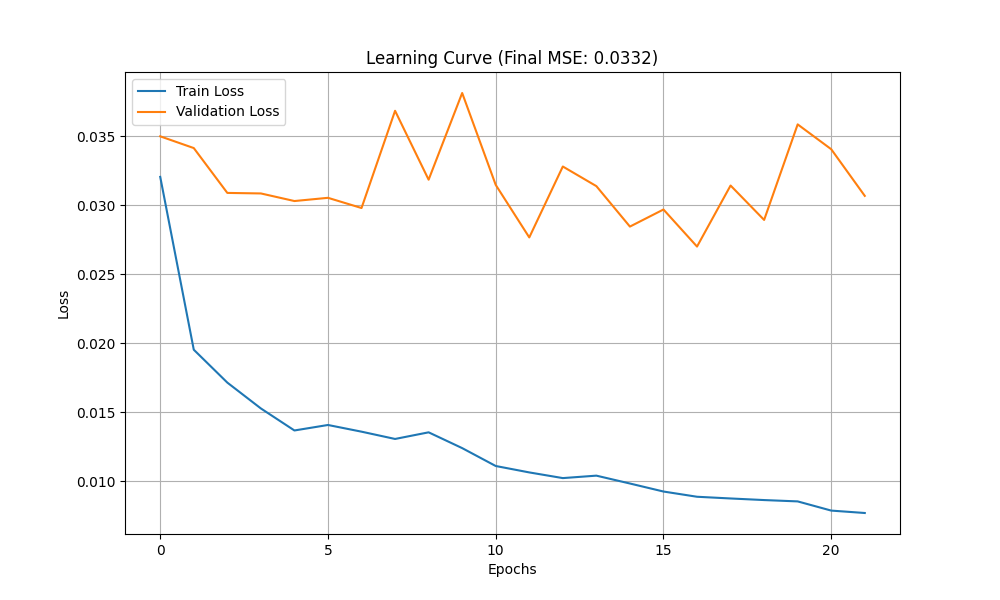 Learning Curve (Final MSE: 0.0332)
Train Loss
Validation Loss
0.035
0.030
0.025
0.020
0.015
0.010
Loss
0 5 10 15 20
Epochs